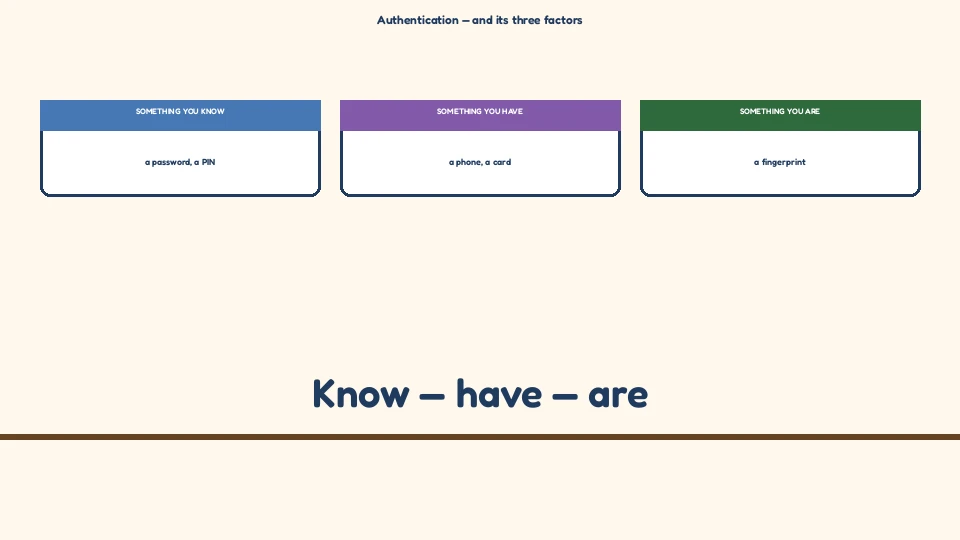 Authentication — and its three factors
SOMETHING YOU KNOW
a password, a PIN
SOMETHING YOU HAVE
a phone, a card
SOMETHING YOU ARE
a fingerprint
Know — have — are